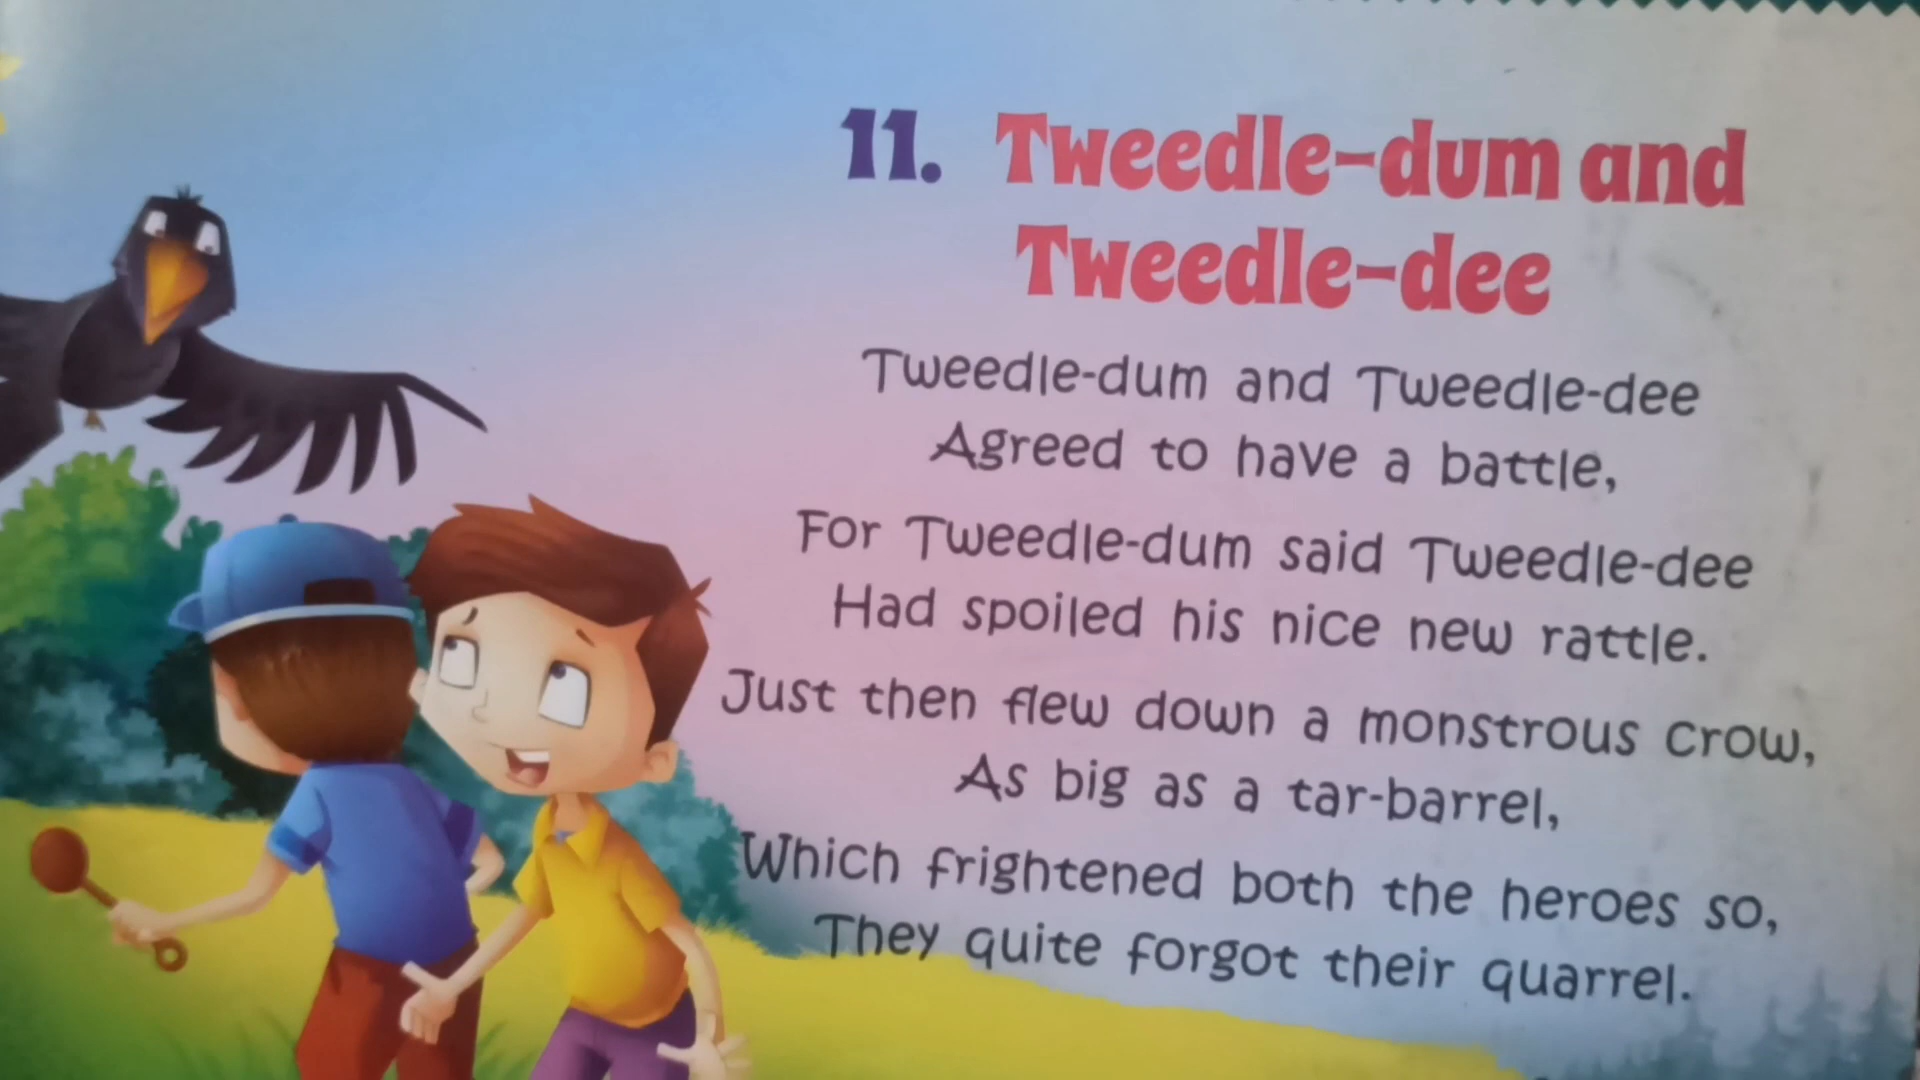 11. Tweedle-dum and
Tweedle-dee
Tweedle-dum and Tweedle-dee
Agreed to have a battle,
For Tweedle-dum said Tweedle-dee
Had spoiled his nice new rattle.
Just then flew down a monstrous crow,
As big as a tar-barrel,
Which frightened both the heroes so,
They quite forgot their quarrel.